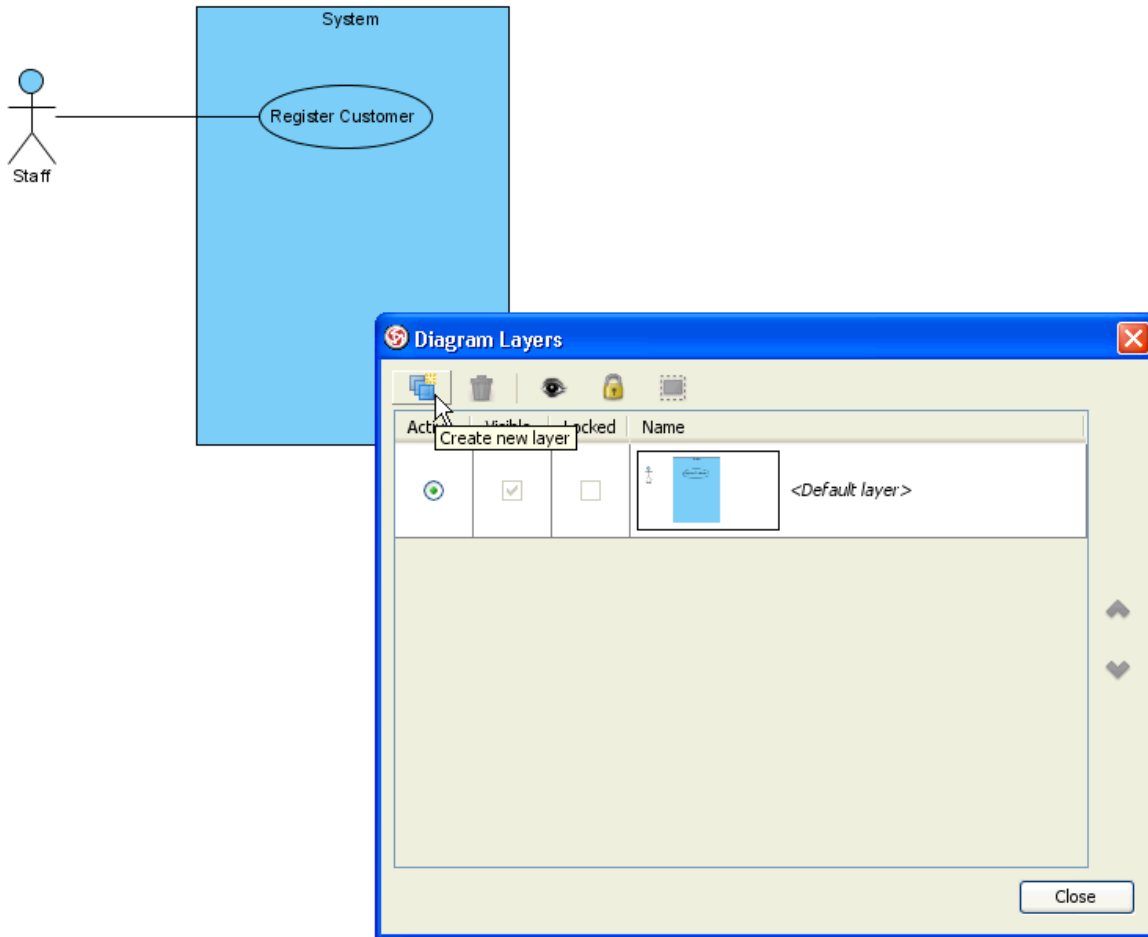 System
Register Customer
Staff
Diagram Layers
Locked Name
Create new layer
<Default layer>
Close